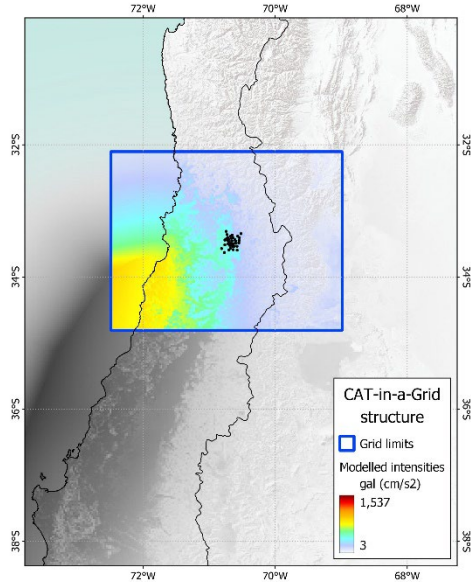 72°W 70°W 68°W
32°S 32°S
34°S 34°S
36°S 36°S
38°S 38°S
CAT-in-a-Grid
structure
Grid limits
Modelled intensities
gal (cm/s2)
1,537
3
72°W 70°W 68°W